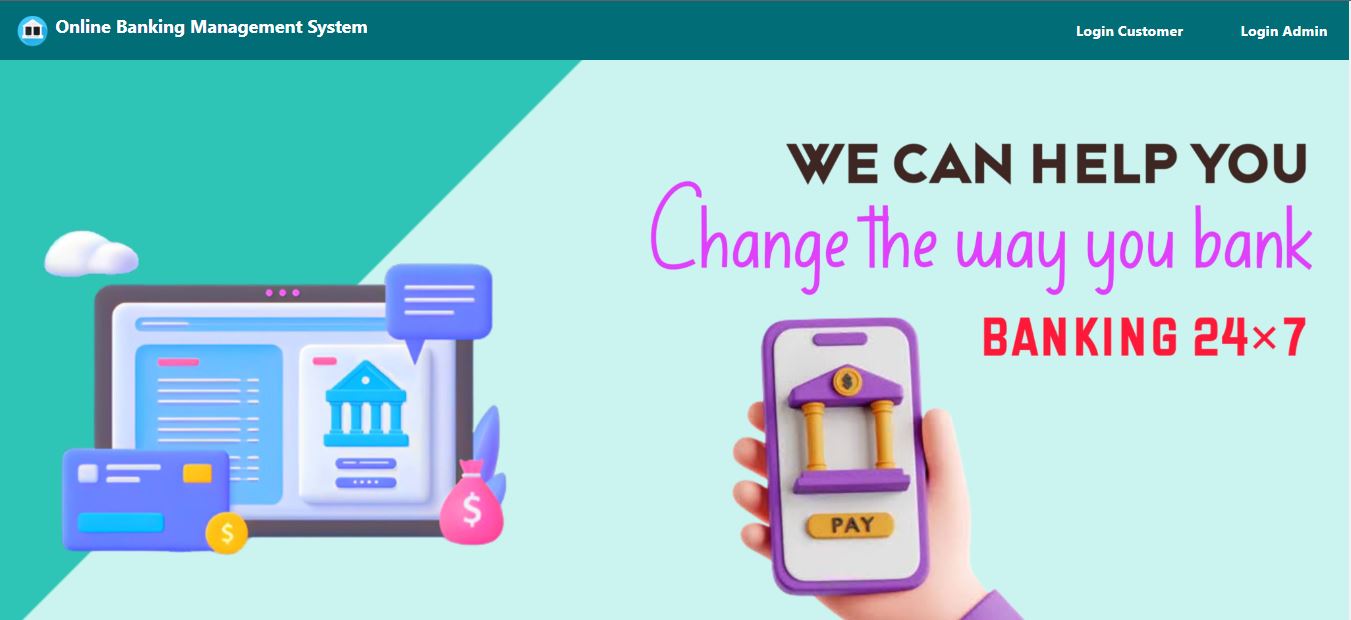 Online Banking Management System
Login Customer
Login Admin
WE CAN HELP YOU
Change the way you bank
BANKING 24×7
$
PAY
$
$